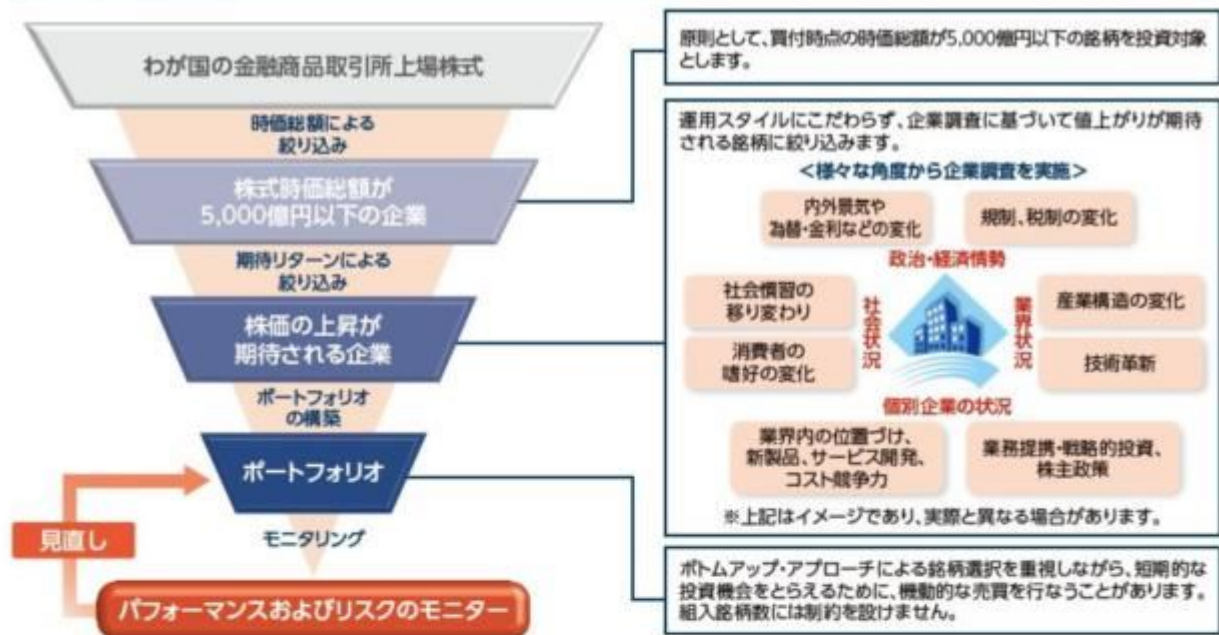 わが国の金融商品取引所上場株式
時価総額による
絞り込み
株式時価総額が
5,000億円以下の企業
期待リターンによる
絞り込み
株価の上昇が
期待される企業
ポートフォリオ
の構築
ポートフォリオ
見直し
モニタリング
パフォーマンスおよびリスクのモニター
原則として、買付時点の時価総額が5,000億円以下の銘柄を投資対象
とします。
運用スタイルにこだわらず、企業調査に基づいて値上がりが期待
される銘柄に絞り込みます。
<様々な角度から企業調査を実施>
内外景気や
為替・金利などの変化
規制、税制の変化
政治・経済情勢
社会慣習の
移り変わり
消費者の
嗜好の変化
社会状況
業界状況
産業構造の変化
技術革新
個別企業の状況
業界内の位置づけ、
新製品、サービス開発、
コスト競争力
業務提携・戦略的投資、
株主政策
※上記はイメージであり、実際と異なる場合があります。
ボトムアップ・アプローチによる銘柄選択を重視しながら、短期的な
投資機会をとらえるために、機動的な売買を行なうことがあります。
組入銘柄数には制約を設けません。